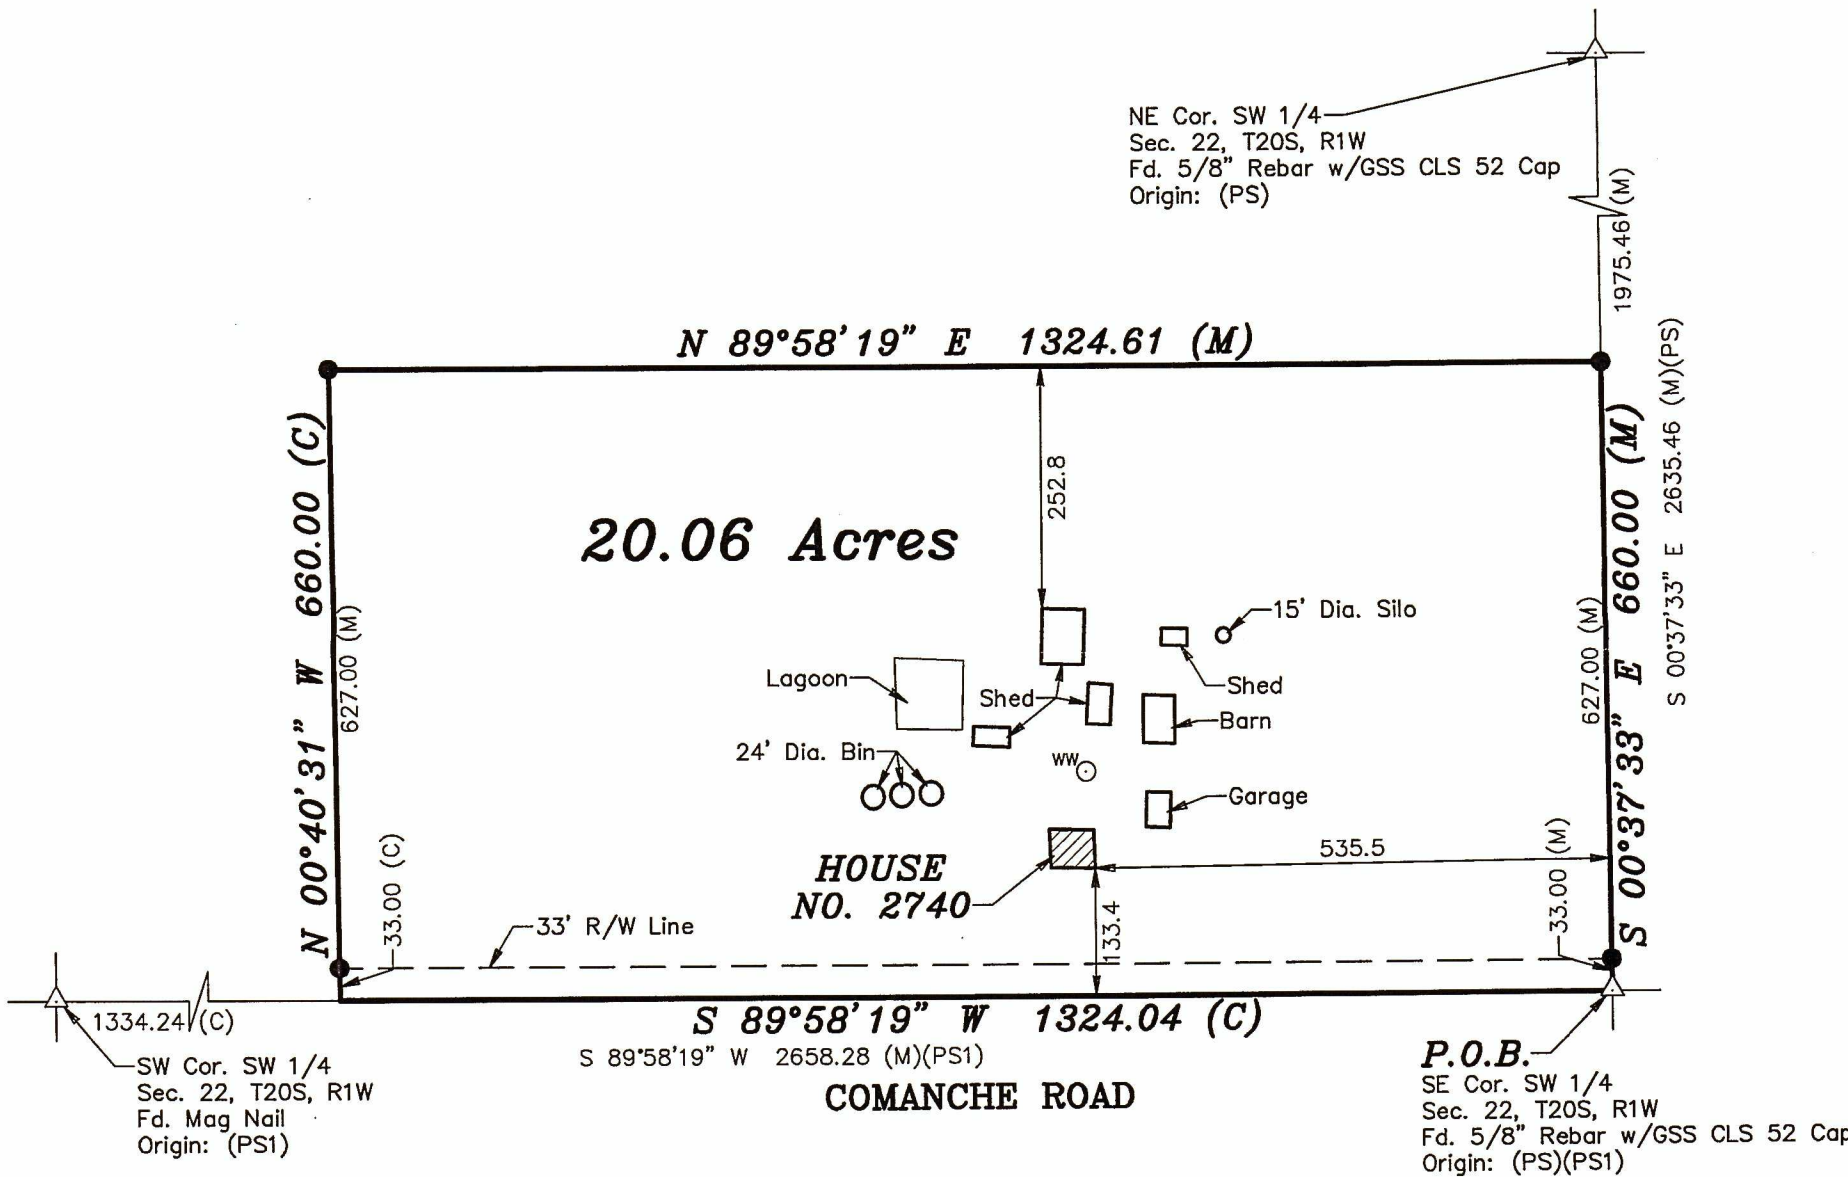 NE Cor. SW 1/4
Sec. 22, T20S, R1W
Fd. 5/8" Rebar w/GSS CLS 52 Cap
Origin: (PS)
1975.46 (M)
S 00°37'33" E 2635.46 (M)(PS)
N 89°58'19" E 1324.61 (M)
N 00°40'31" W 660.00 (C)
627.00 (M)
252.8
20.06 Acres
S 00°37'33" E 660.00 (M)
627.00 (M)
15' Dia. Silo
Lagoon
Shed
Shed
Barn
24' Dia. Bin
WW
Garage
HOUSE
NO. 2740
535.5
133.4
33.00 (C)
33.00 (M)
33' R/W Line
1334.24 (C)
S 89°58'19" W 1324.04 (C)
S 89°58'19" W 2658.28 (M)(PS1)
COMANCHE ROAD
SW Cor. SW 1/4
Sec. 22, T20S, R1W
Fd. Mag Nail
Origin: (PS1)
P.O.B.
SE Cor. SW 1/4
Sec. 22, T20S, R1W
Fd. 5/8" Rebar w/GSS CLS 52 Cap
Origin: (PS)(PS1)